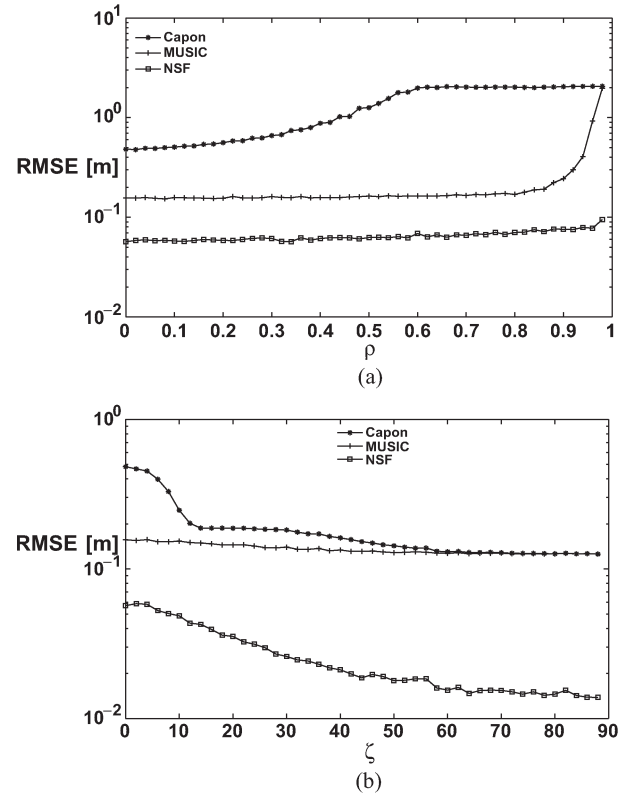 10^1
Capon
MUSIC
NSF
10^0
RMSE [m]
10^−1
10^−2
0 0.1 0.2 0.3 0.4 0.5 0.6 0.7 0.8 0.9 1
ρ
(a)
10^0
Capon
MUSIC
NSF
RMSE [m]
10^−1
10^−2
0 10 20 30 40 50 60 70 80 90
ζ
(b)